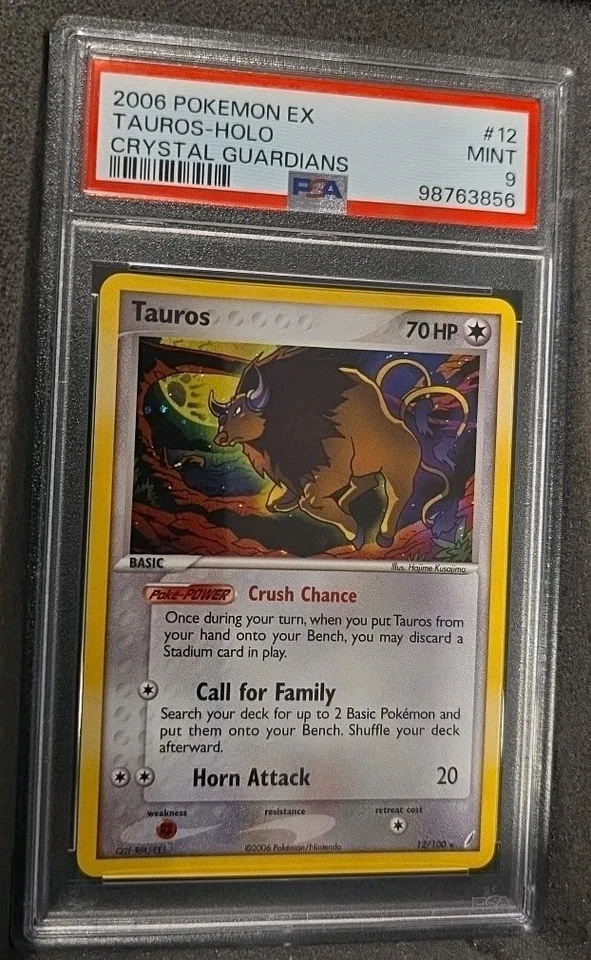 2006 POKEMON EX #12
TAUROS-HOLO MINT
CRYSTAL GUARDIANS 9
PSA 98763856
Tauros 70 HP
BASIC
Illus. Hajime Kusajima
Poké-POWER Crush Chance
Once during your turn, when you put Tauros from
your hand onto your Bench, you may discard a
Stadium card in play.
Call for Family
Search your deck for up to 2 Basic Pokémon and
put them onto your Bench. Shuffle your deck
afterward.
Horn Attack 20
weakness resistance retreat cost
©2006 Pokémon/Nintendo 12/100
PSA